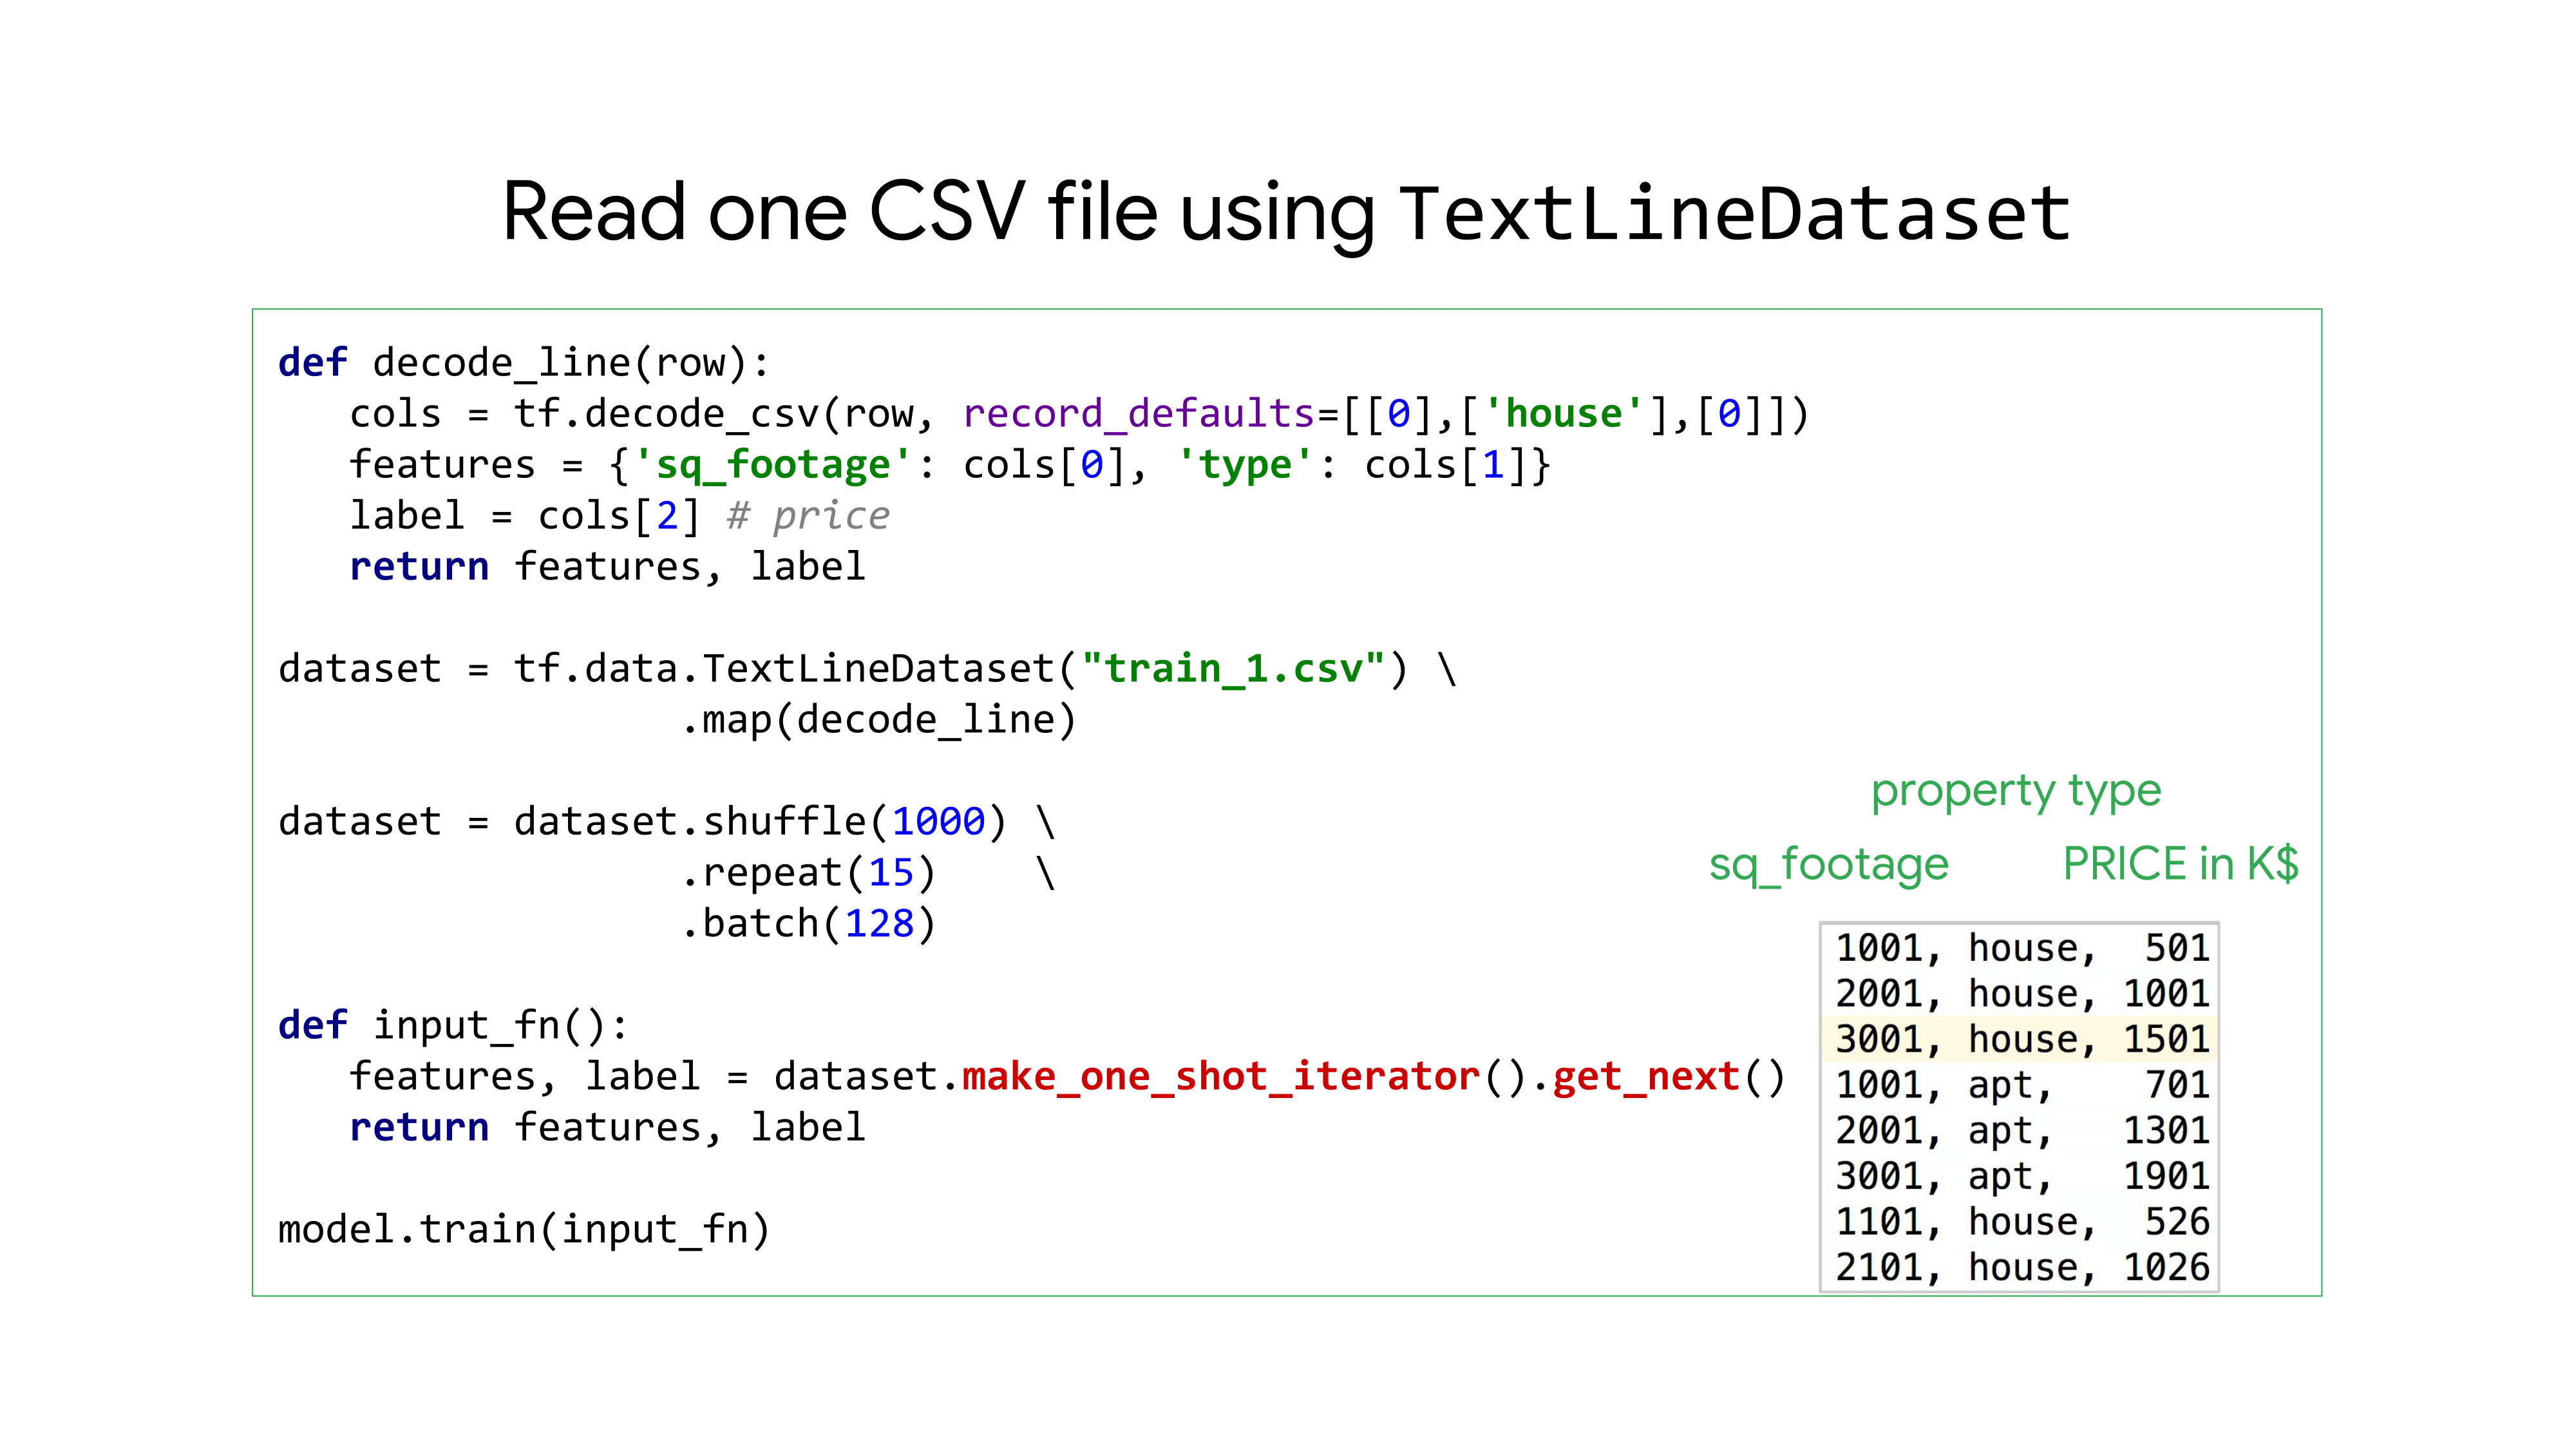 Read one CSV file using TextLineDataset
def decode_line(row):
   cols = tf.decode_csv(row, record_defaults=[[0],['house'],[0]])
   features = {'sq_footage': cols[0], 'type': cols[1]}
   label = cols[2] # price
   return features, label
dataset = tf.data.TextLineDataset("train_1.csv") \
                 .map(decode_line)
dataset = dataset.shuffle(1000) \
                 .repeat(15)    \
                 .batch(128)
def input_fn():
   features, label = dataset.make_one_shot_iterator().get_next()
   return features, label
model.train(input_fn)
property type
sq_footage PRICE in K$
1001, house,  501
2001, house, 1001
3001, house, 1501
1001, apt,    701
2001, apt,   1301
3001, apt,   1901
1101, house,  526
2101, house, 1026